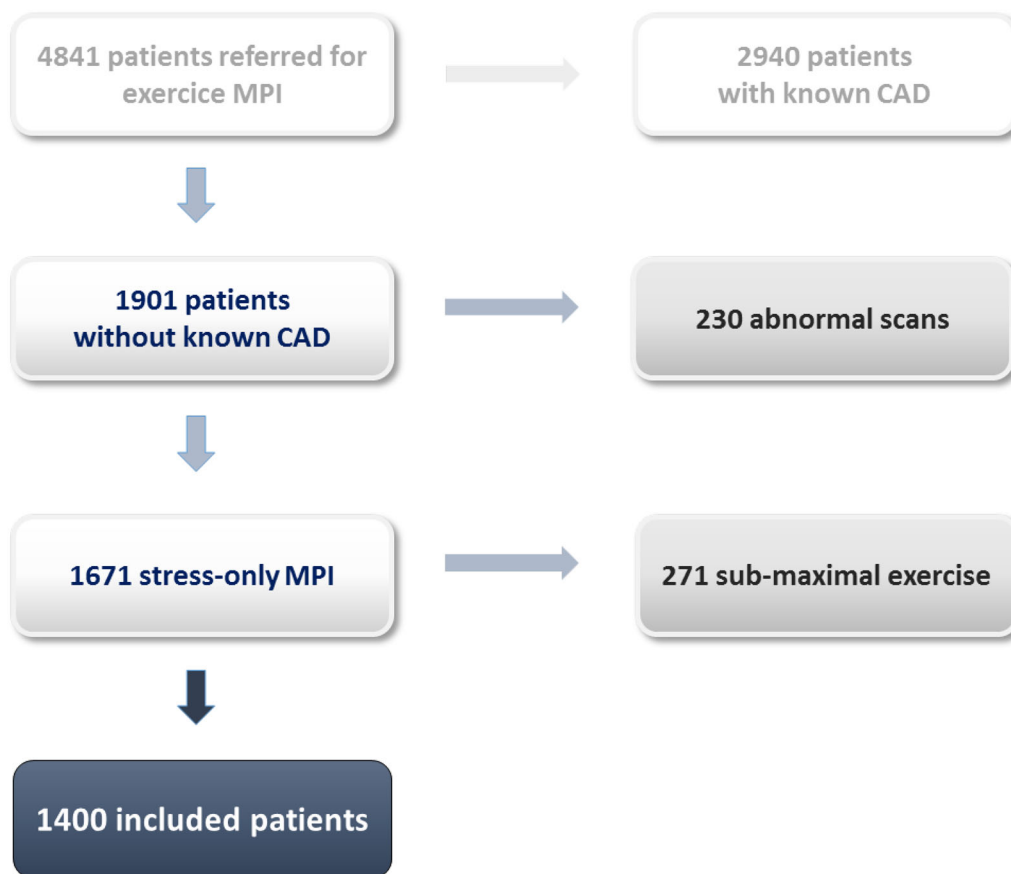 4841 patients referred for
exercice MPI
2940 patients
with known CAD
1901 patients
without known CAD
230 abnormal scans
1671 stress-only MPI
271 sub-maximal exercise
1400 included patients